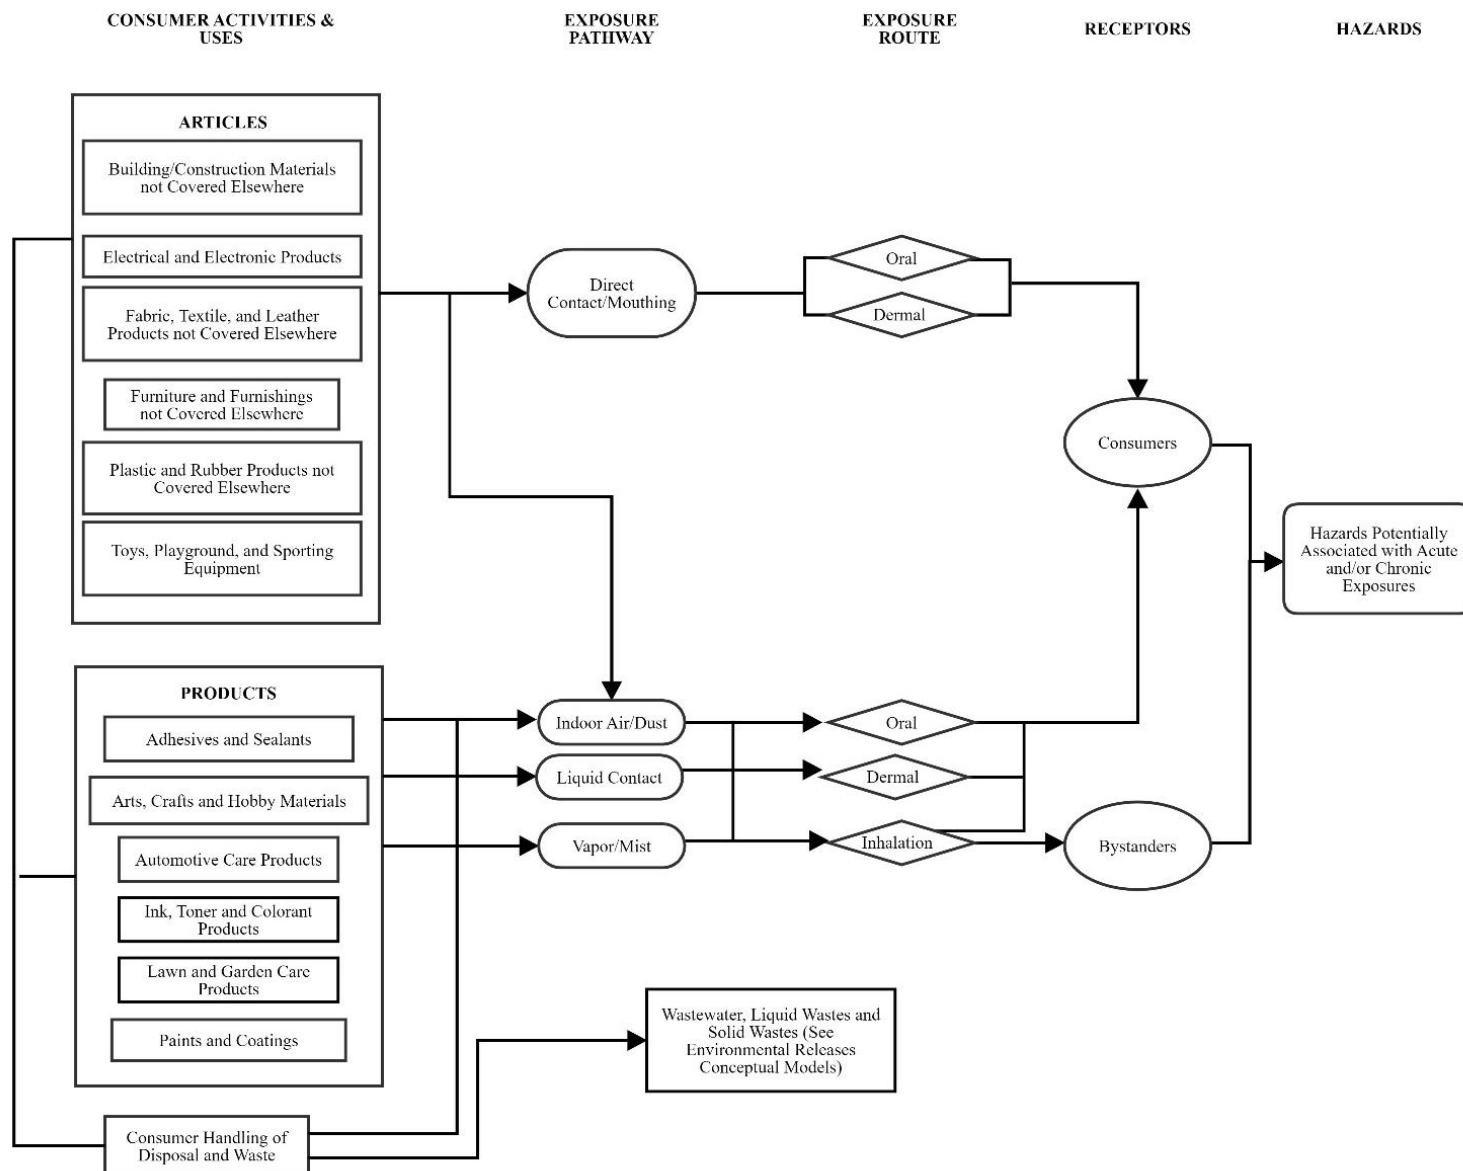 CONSUMER ACTIVITIES &
USES
EXPOSURE
PATHWAY
EXPOSURE
ROUTE
RECEPTORS
HAZARDS
ARTICLES
Building/Construction Materials
not Covered Elsewhere
Electrical and Electronic Products
Fabric, Textile, and Leather
Products not Covered Elsewhere
Furniture and Furnishings
not Covered Elsewhere
Plastic and Rubber Products not
Covered Elsewhere
Toys, Playground, and Sporting
Equipment
Direct
Contact/Mouthing
Oral
Dermal
Consumers
Hazards Potentially
Associated with Acute
and/or Chronic
Exposures
PRODUCTS
Adhesives and Sealants
Arts, Crafts and Hobby Materials
Automotive Care Products
Ink, Toner and Colorant
Products
Lawn and Garden Care
Products
Paints and Coatings
Indoor Air/Dust
Liquid Contact
Vapor/Mist
Oral
Dermal
Inhalation
Bystanders
Wastewater, Liquid Wastes and
Solid Wastes (See
Environmental Releases
Conceptual Models)
Consumer Handling of
Disposal and Waste